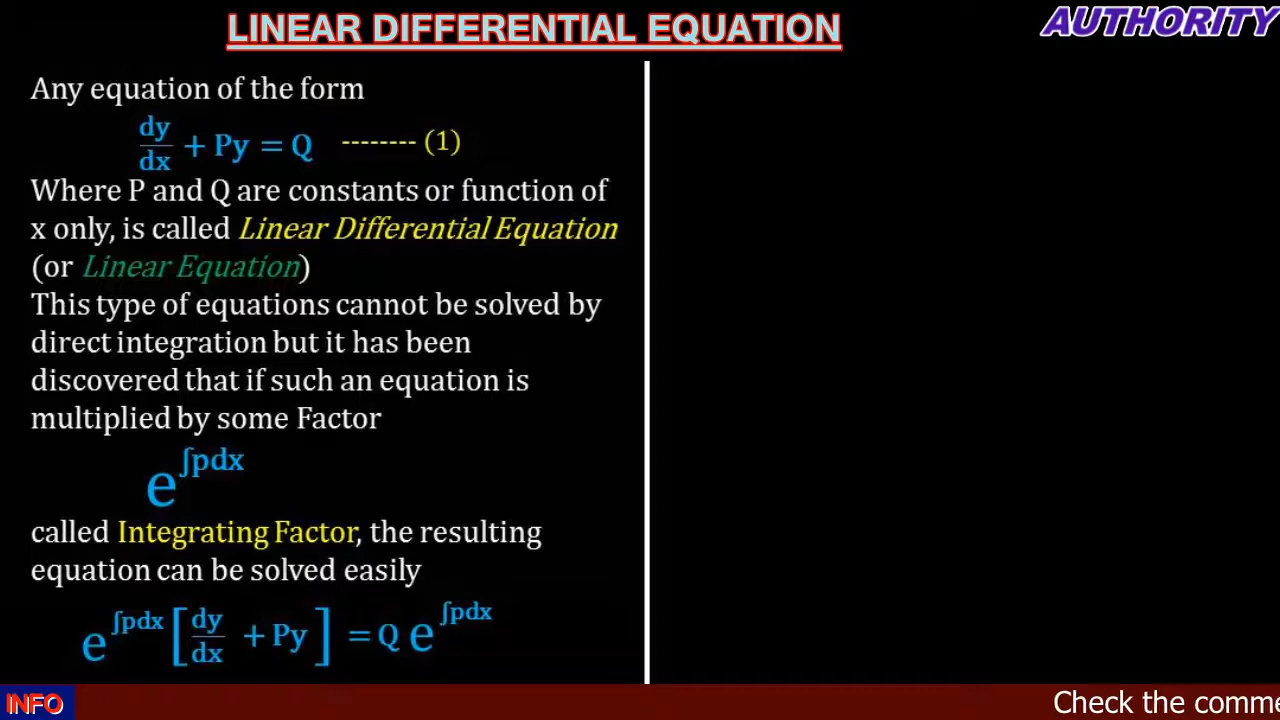 LINEAR DIFFERENTIAL EQUATION
AUTHORITY
Any equation of the form
dy/dx + Py = Q -------- (1)
Where P and Q are constants or function of
x only, is called Linear Differential Equation
(or Linear Equation)
This type of equations cannot be solved by
direct integration but it has been
discovered that if such an equation is
multiplied by some Factor
e^∫pdx
called Integrating Factor, the resulting
equation can be solved easily
e^∫pdx [dy/dx + Py] = Q e^∫pdx
INFO
Check the comme